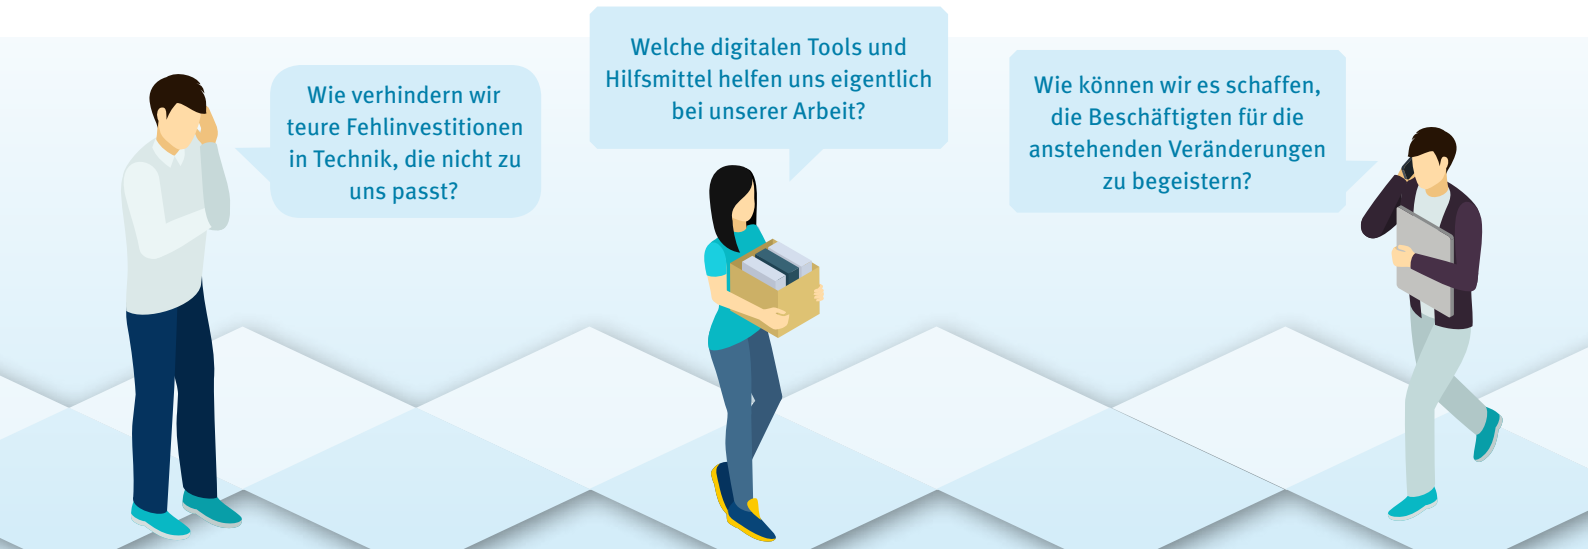 Wie verhindern wir
teure Fehlinvestitionen
in Technik, die nicht zu
uns passt?
Welche digitalen Tools und
Hilfsmittel helfen uns eigentlich
bei unserer Arbeit?
Wie können wir es schaffen,
die Beschäftigten für die
anstehenden Veränderungen
zu begeistern?